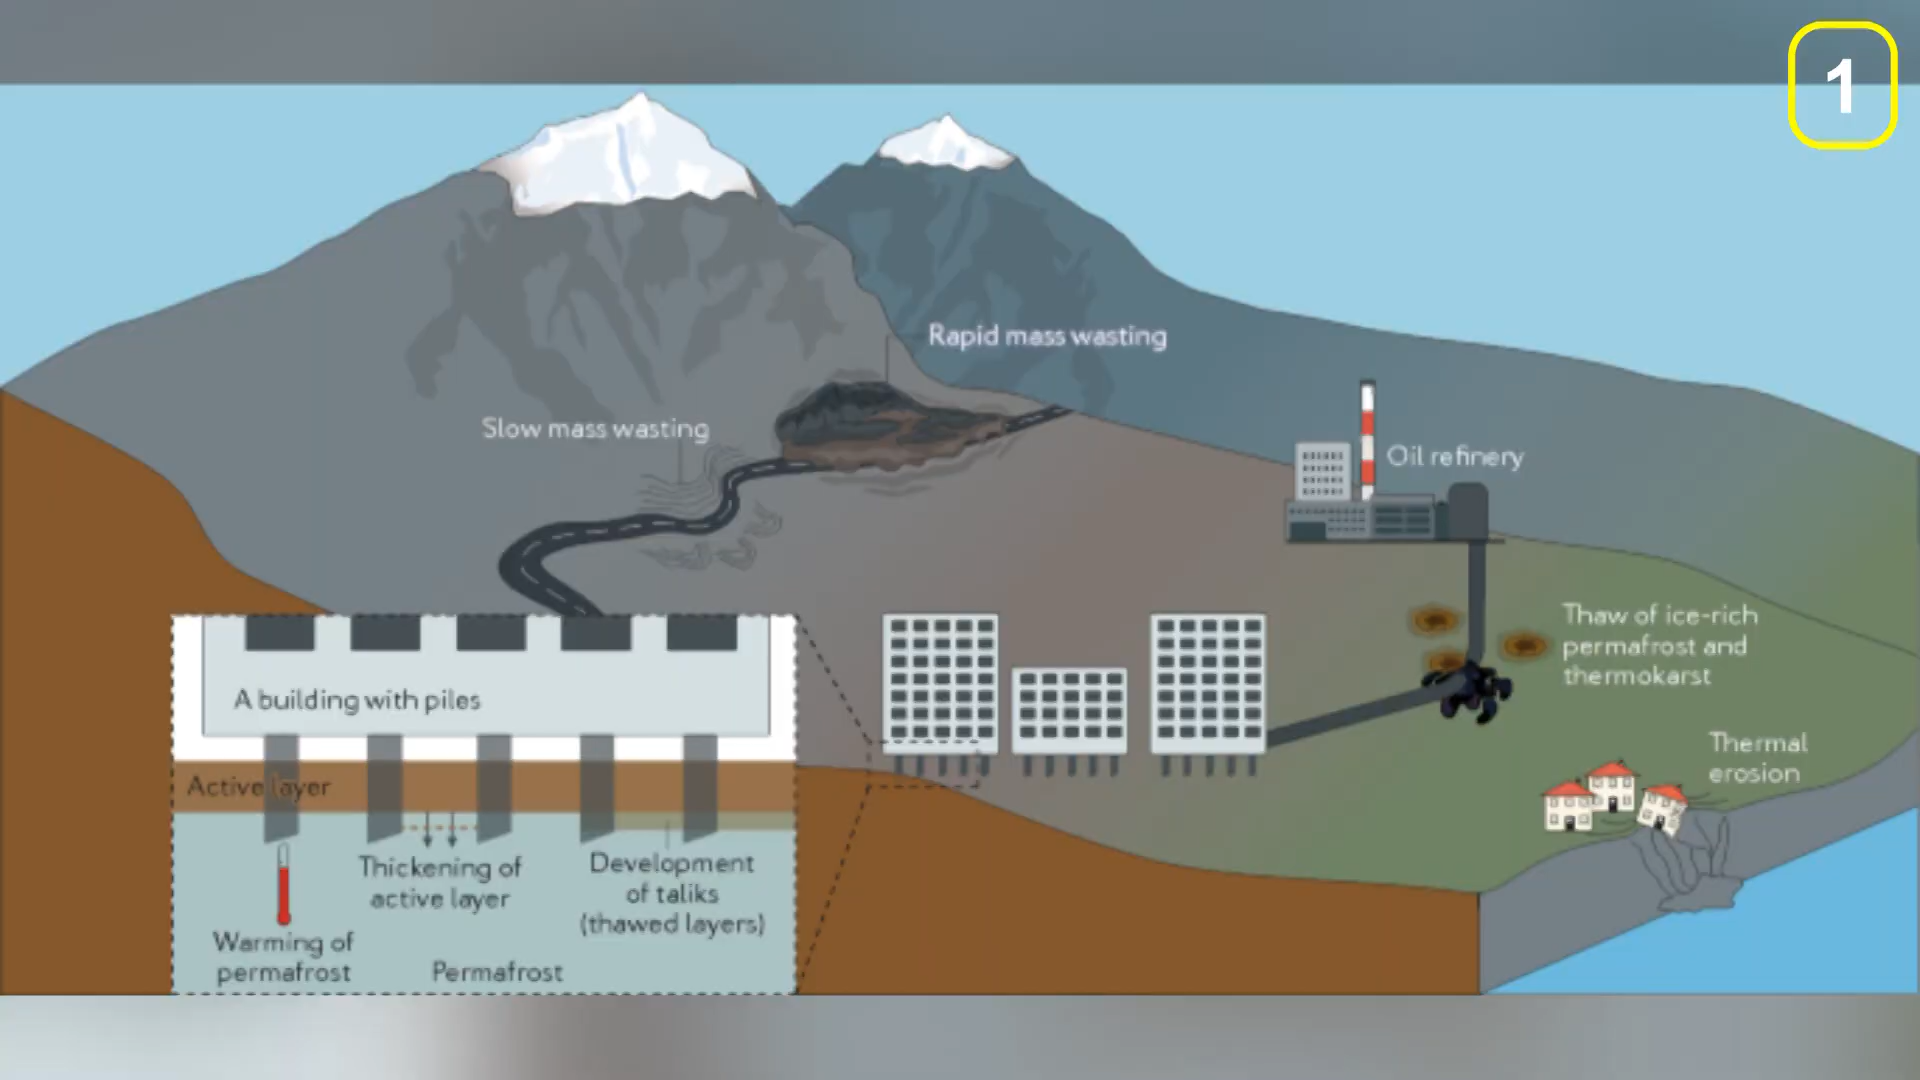 1
Rapid mass wasting
Slow mass wasting
Oil refinery
Thaw of ice-rich
permafrost and
thermokarst
Thermal
erosion
A building with piles
Active layer
Thickening of
active layer
Development
of taliks
(thawed layers)
Warming of
permafrost
Permafrost